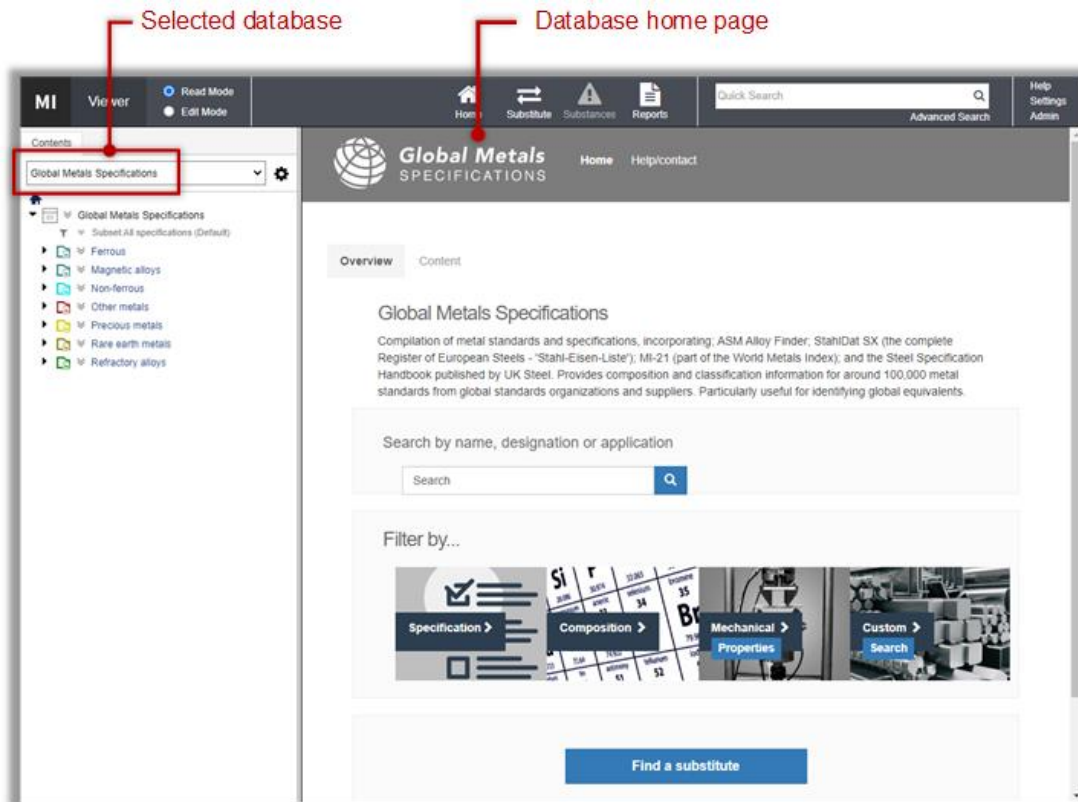 Selected database
Database home page
MI
Viewer
Read Mode
Edit Mode
Home
Substitute
Substances
Reports
Quick Search
Advanced Search
Help
Settings
Admin
Contents
Global Metals Specifications
Global Metals Specifications
Subset:All specifications (Default)
Ferrous
Magnetic alloys
Non-ferrous
Other metals
Precious metals
Rare earth metals
Refractory alloys
Global Metals
SPECIFICATIONS
Home
Help/contact
Overview
Content
Global Metals Specifications
Compilation of metal standards and specifications, incorporating; ASM Alloy Finder; StahlDat SX (the complete
Register of European Steels - 'Stahl-Eisen-Liste'); MI-21 (part of the World Metals Index); and the Steel Specification
Handbook published by UK Steel. Provides composition and classification information for around 100,000 metal
standards from global standards organizations and suppliers. Particularly useful for identifying global equivalents.
Search by name, designation or application
Search
Filter by...
Si
34
35
Br
51
52
Specification
Composition
Mechanical
Properties
Custom
Search
Find a substitute